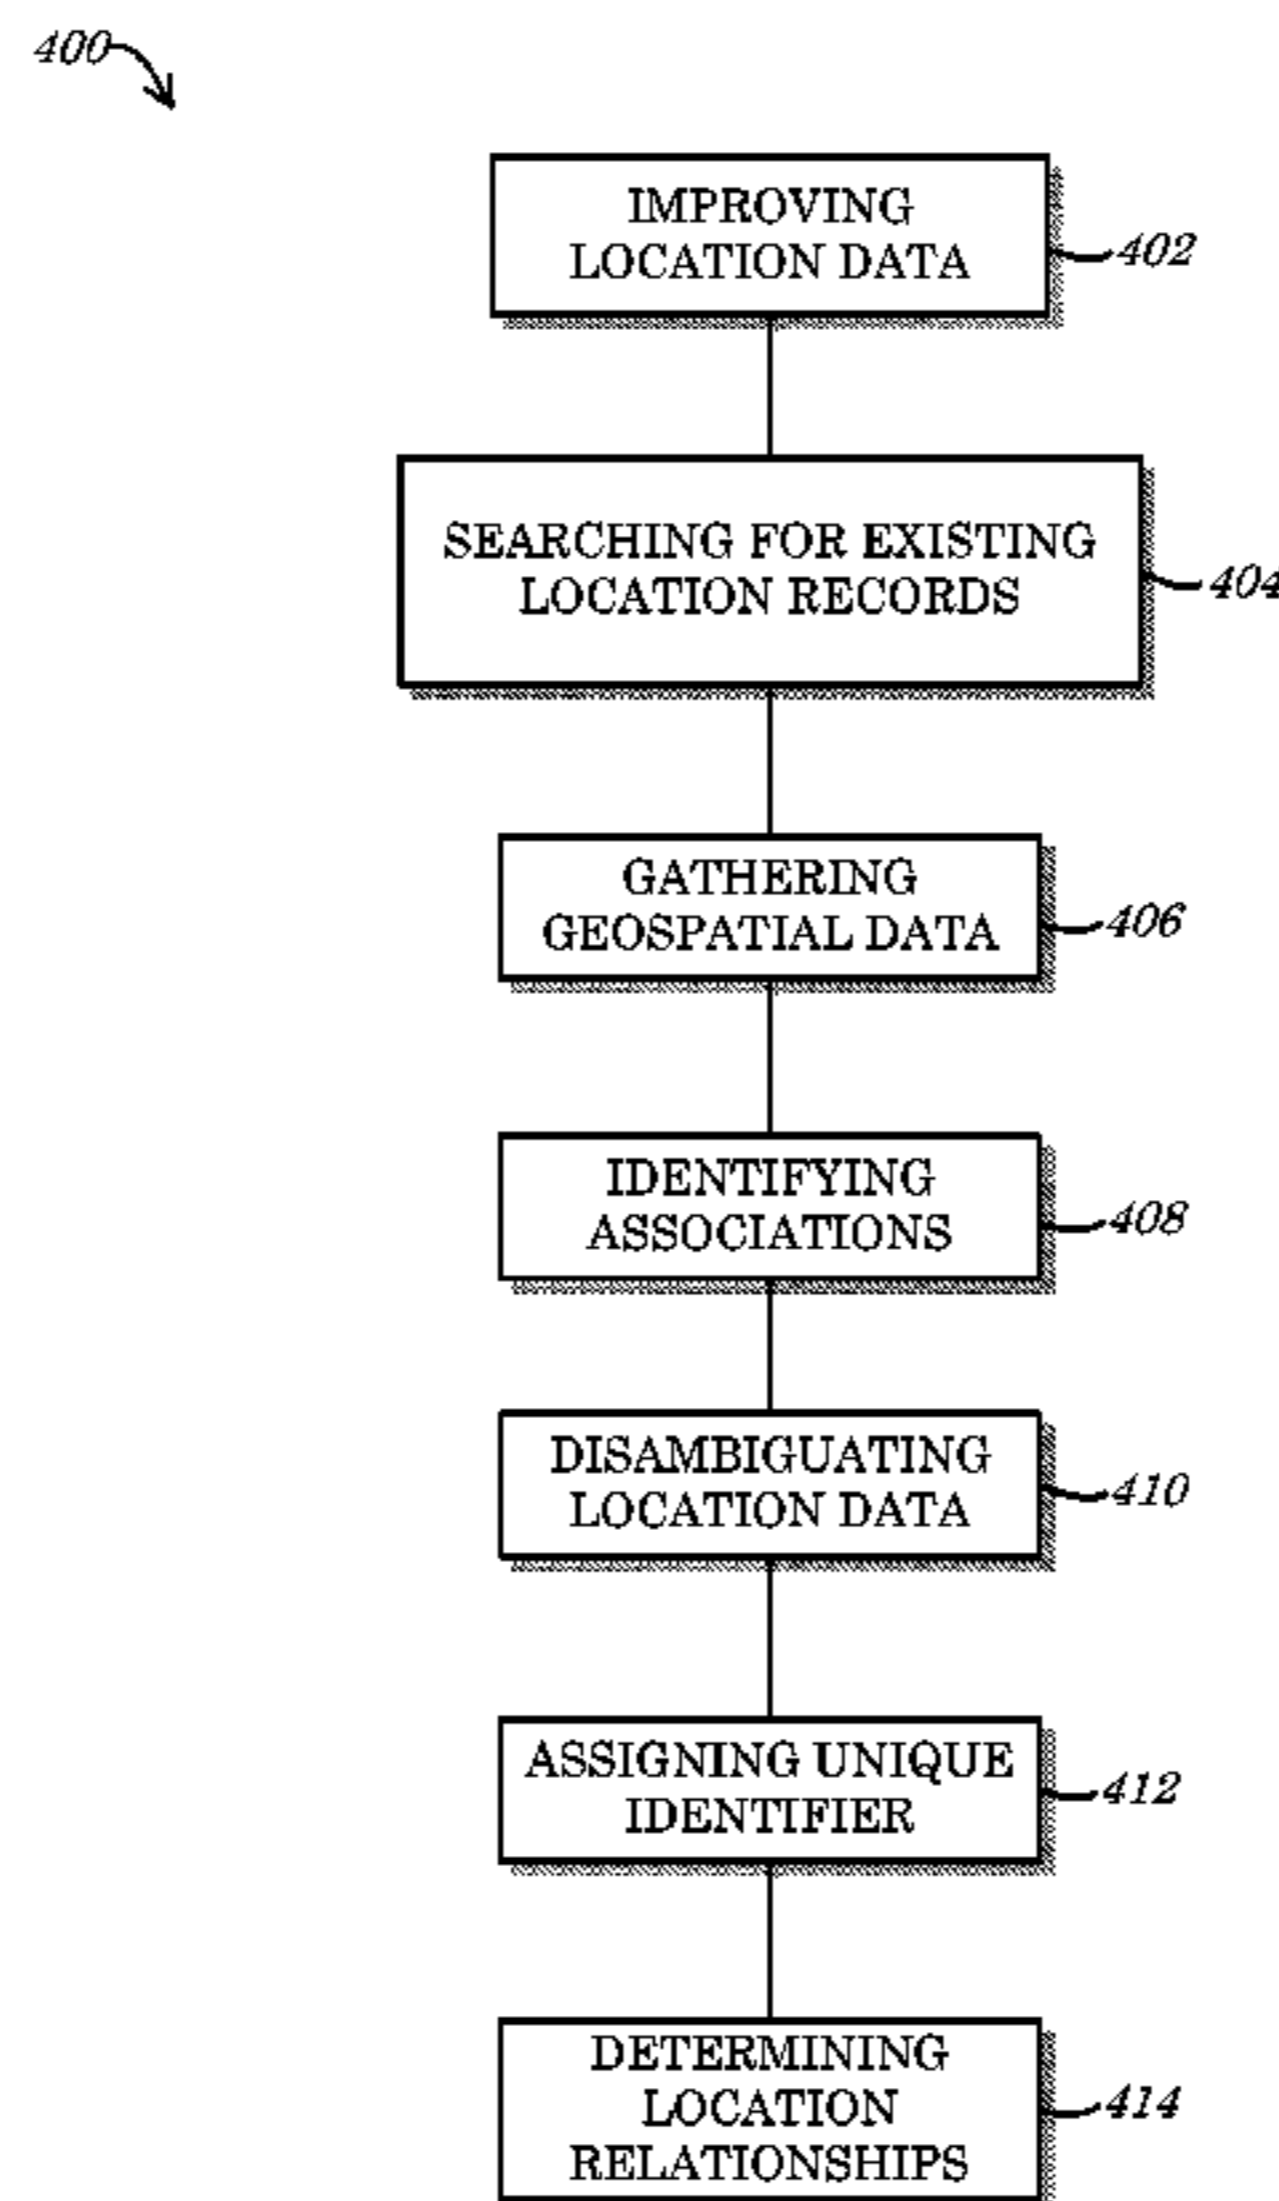 400
IMPROVING
LOCATION DATA
402
SEARCHING FOR EXISTING
LOCATION RECORDS
404
GATHERING
GEOSPATIAL DATA
406
IDENTIFYING
ASSOCIATIONS
408
DISAMBIGUATING
LOCATION DATA
410
ASSIGNING UNIQUE
IDENTIFIER
412
DETERMINING
LOCATION
RELATIONSHIPS
414